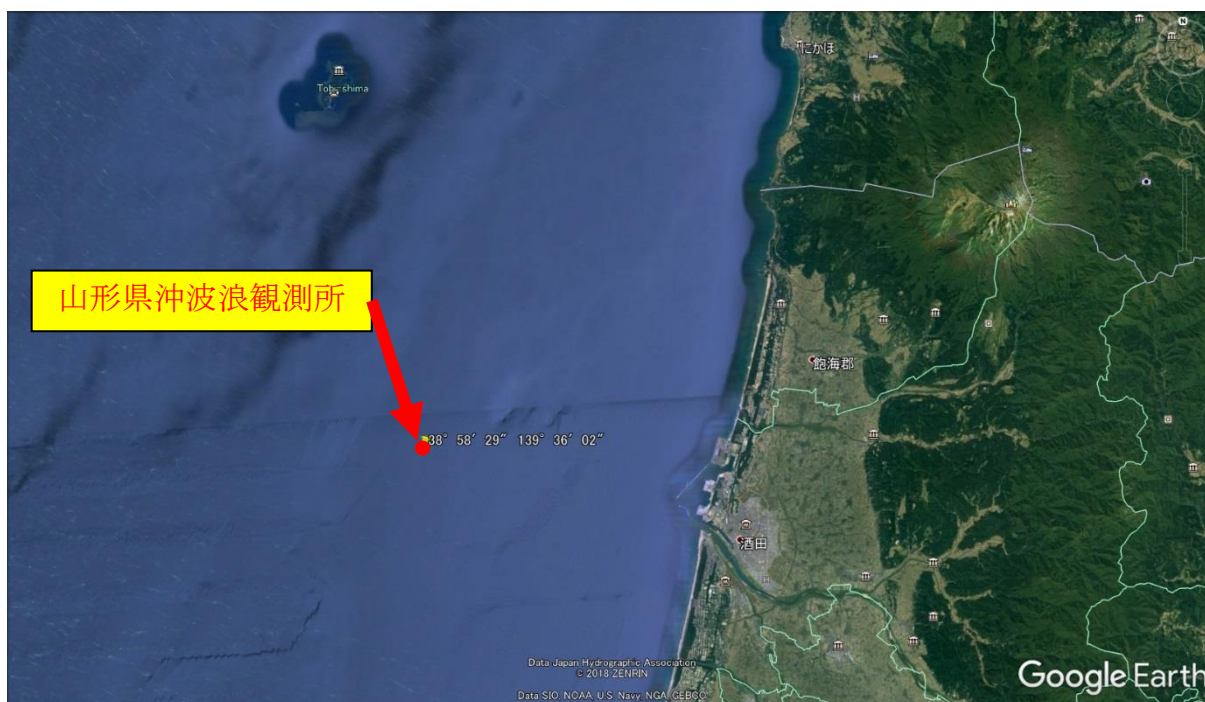 にかほ
Tobishima
山形県沖波浪観測所
飽海郡
38° 58′ 29″ 139° 36′ 02″
酒田
Data Japan Hydrographic Association
© 2018 ZENRIN
Data SIO, NOAA, U.S. Navy, NGA, GEBCO
Google Earth
N